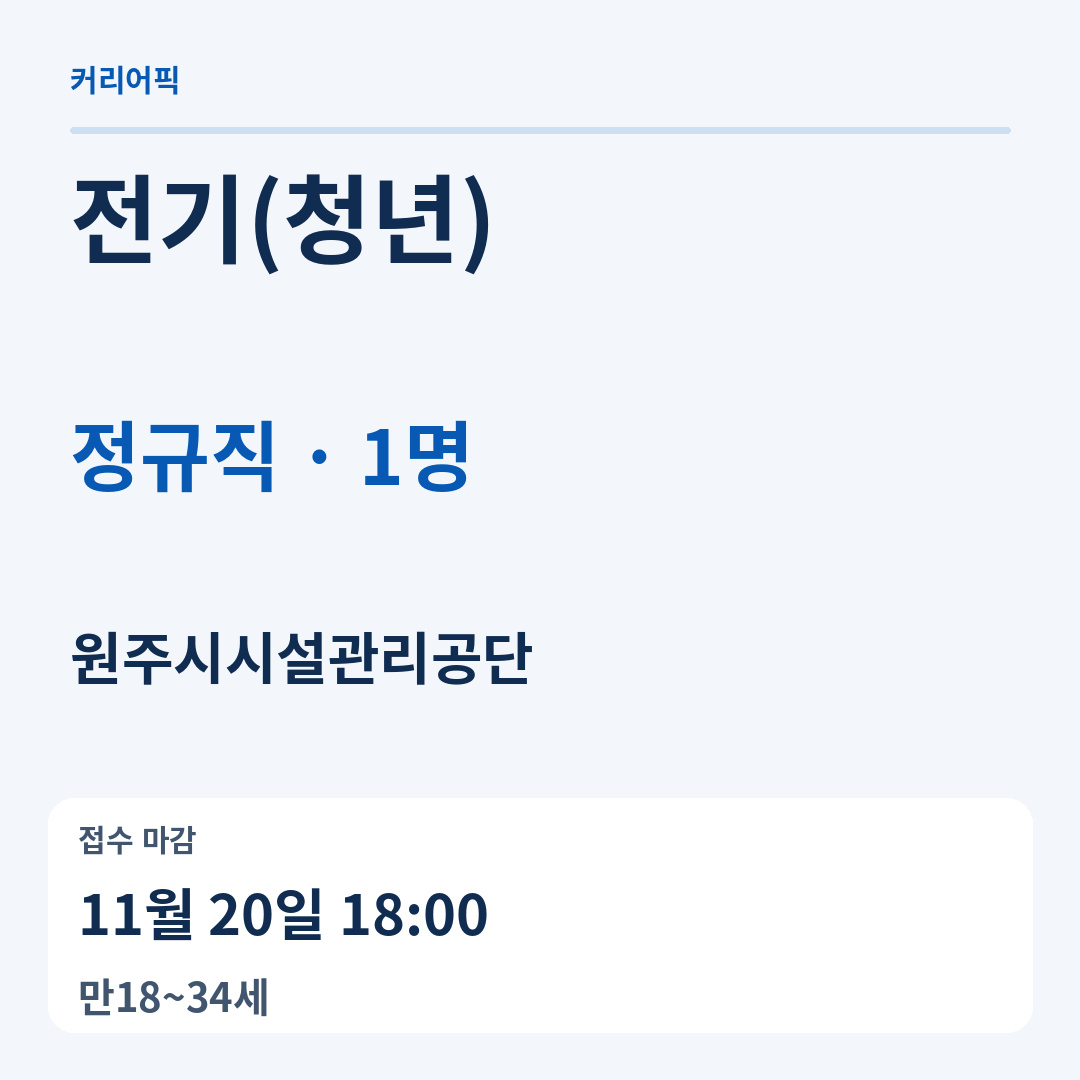 커리어픽
전기(청년)
정규직 · 1명
원주시시설관리공단
접수 마감
11월 20일 18:00
만18~34세